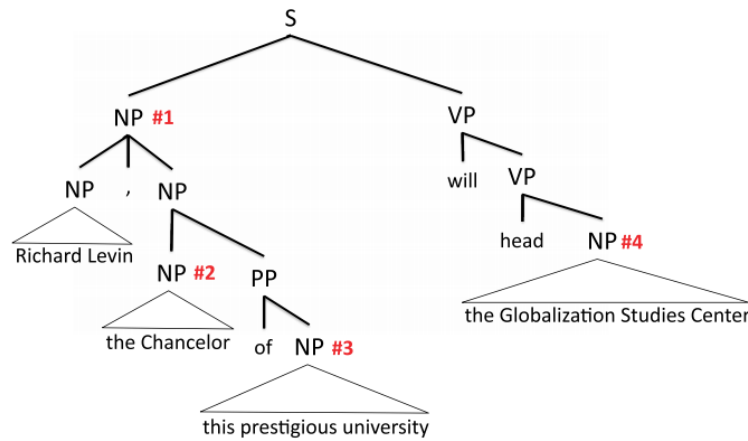 S
NP #1
VP
NP , NP
will VP
Richard Levin
head NP #4
NP #2 PP
the Globalization Studies Center
the Chancelor
of NP #3
this prestigious university